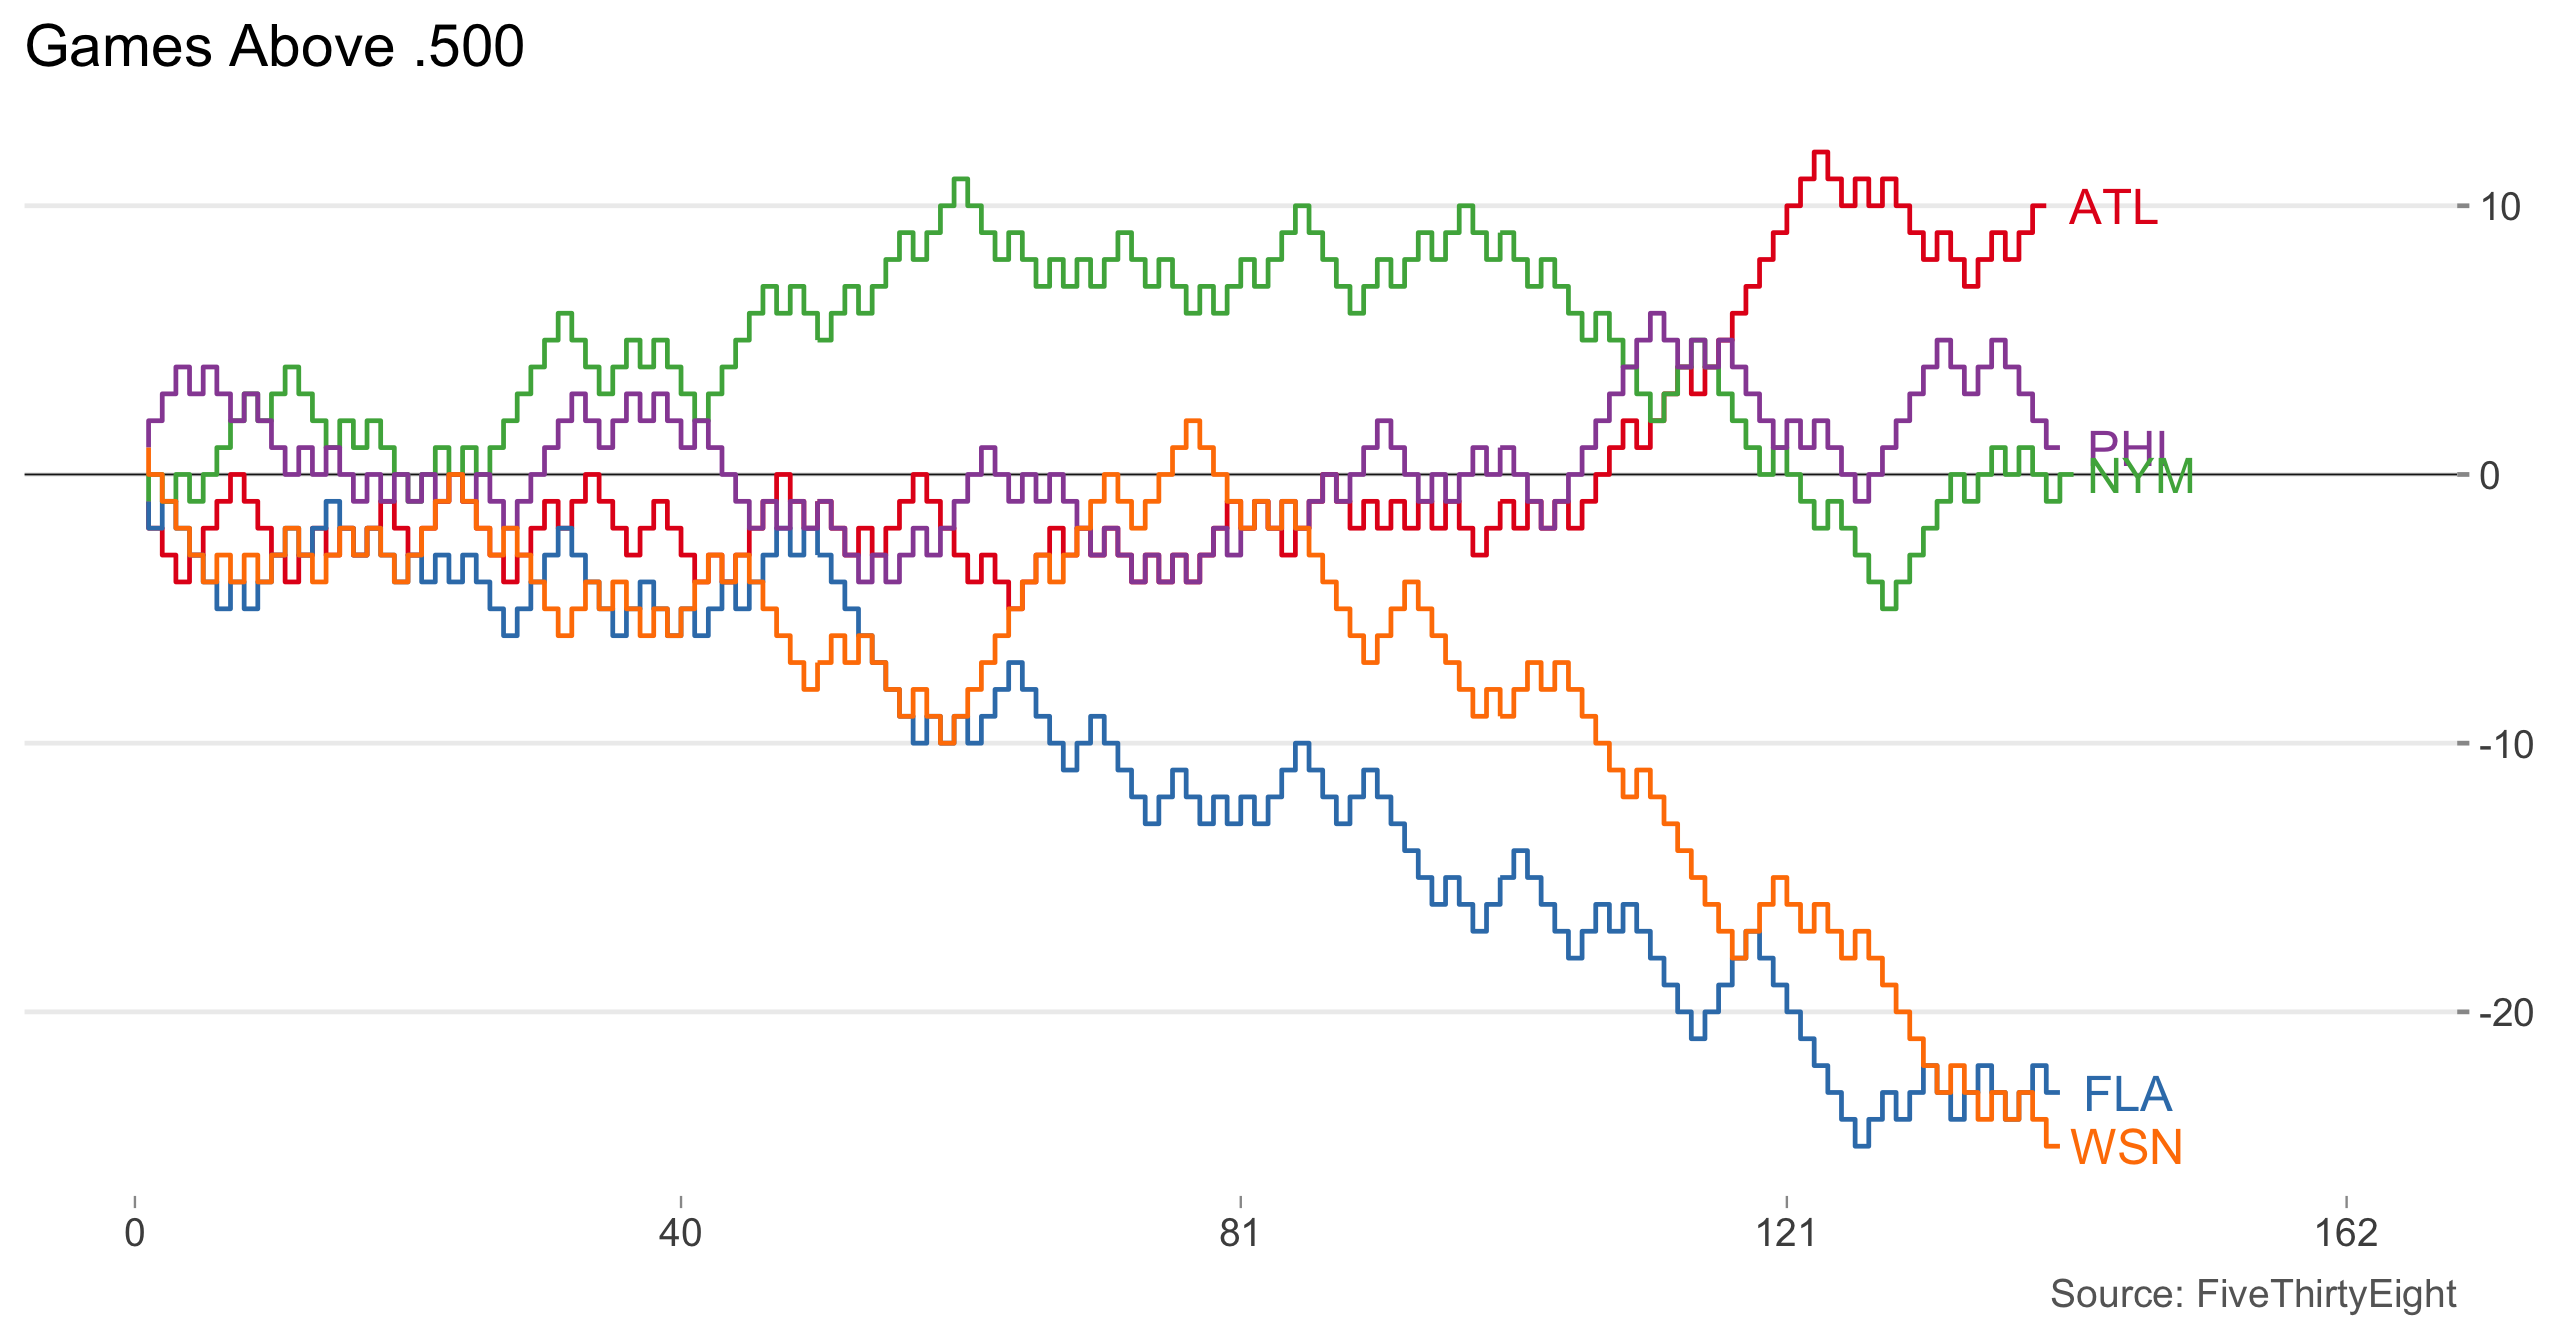 Games Above .500
10
ATL
PHI
NYM
0
-10
-20
FLA
WSN
0 40 81 121 162
Source: FiveThirtyEight